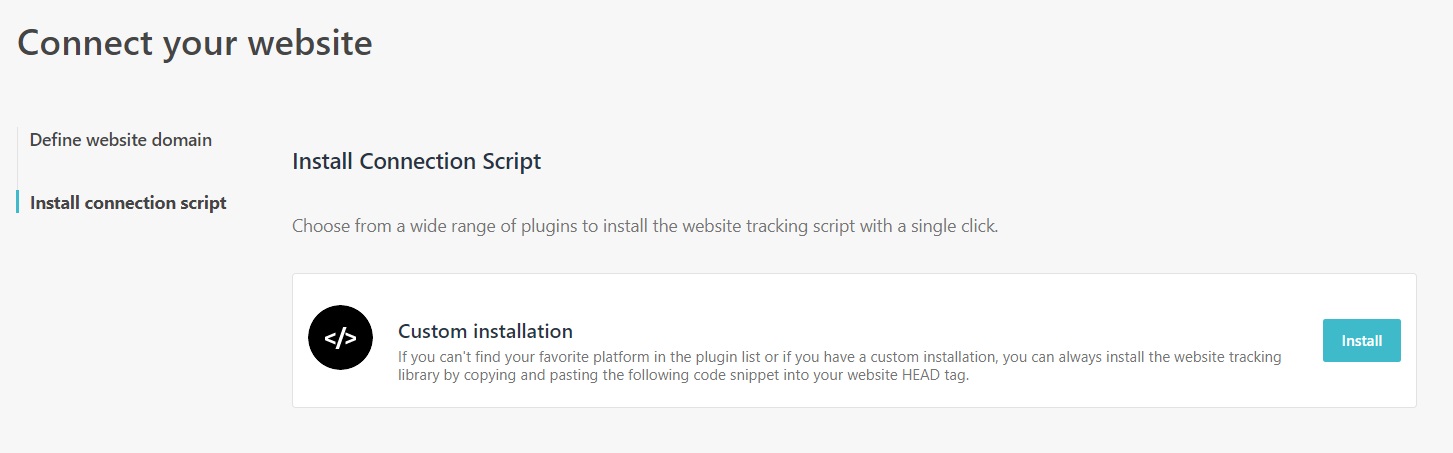 Connect your website
Define website domain
Install connection script
Install Connection Script
Choose from a wide range of plugins to install the website tracking script with a single click.
</>
Custom installation
If you can't find your favorite platform in the plugin list or if you have a custom installation, you can always install the website tracking
library by copying and pasting the following code snippet into your website HEAD tag.
Install